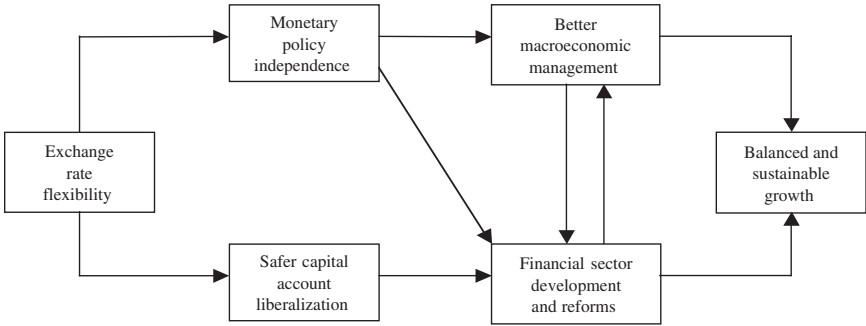 Monetary
policy
independence
Better
macroeconomic
management
Exchange
rate
flexibility
Balanced and
sustainable
growth
Safer capital
account
liberalization
Financial sector
development
and reforms